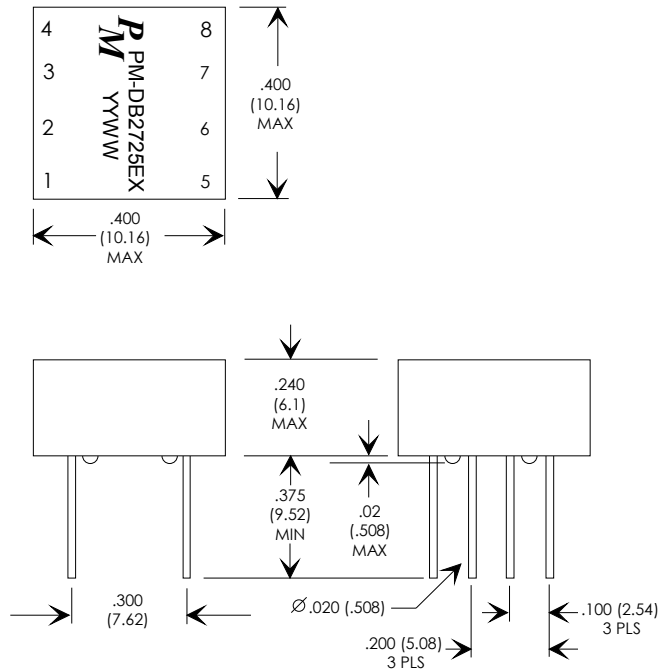 4
8
3
7
2
6
1
5
PM
PM-DB2725EX
YYWW
.400
(10.16)
MAX
.400
(10.16)
MAX
.240
(6.1)
MAX
.375
(9.52)
MIN
.02
(.508)
MAX
.300
(7.62)
Ø.020 (.508)
.100 (2.54)
3 PLS
.200 (5.08)
3 PLS